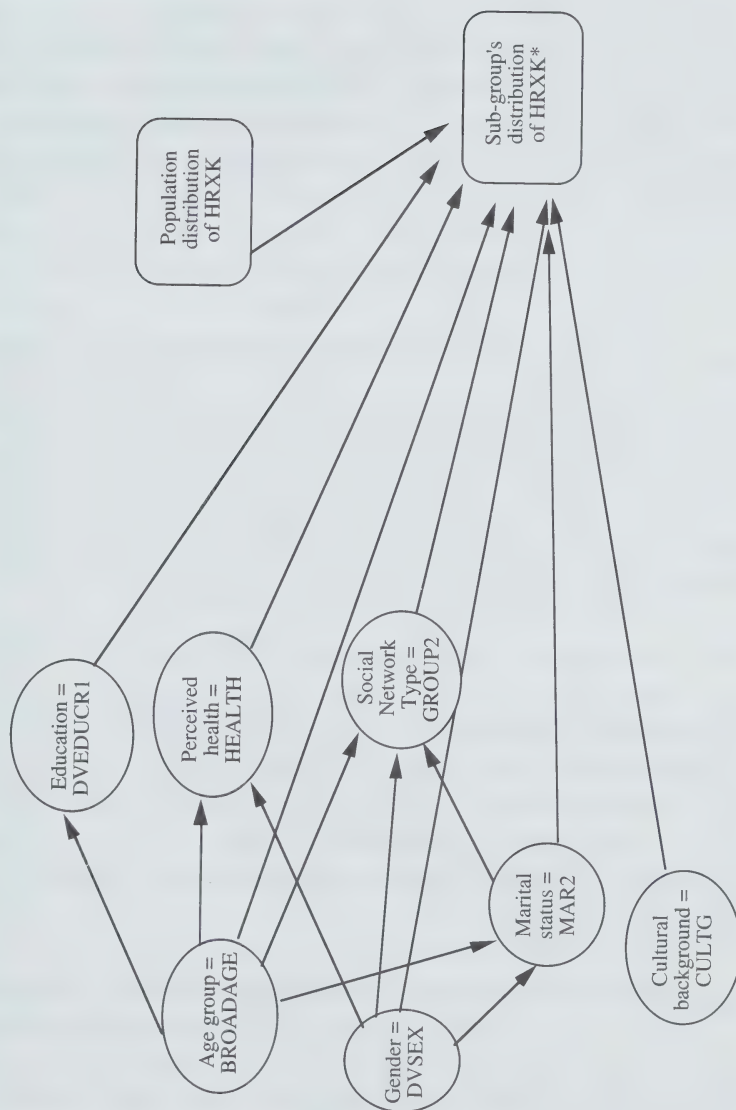 Education =
DVEDUCR1
Perceived
health =
HEALTH
Social
Network
Type =
GROUP2
Age group =
BROADAGE
Gender =
DVSEX
Marital
status =
MAR2
Cultural
background =
CULTG
Population
distribution
of HRXK
Sub-group's
distribution
of HRXK*